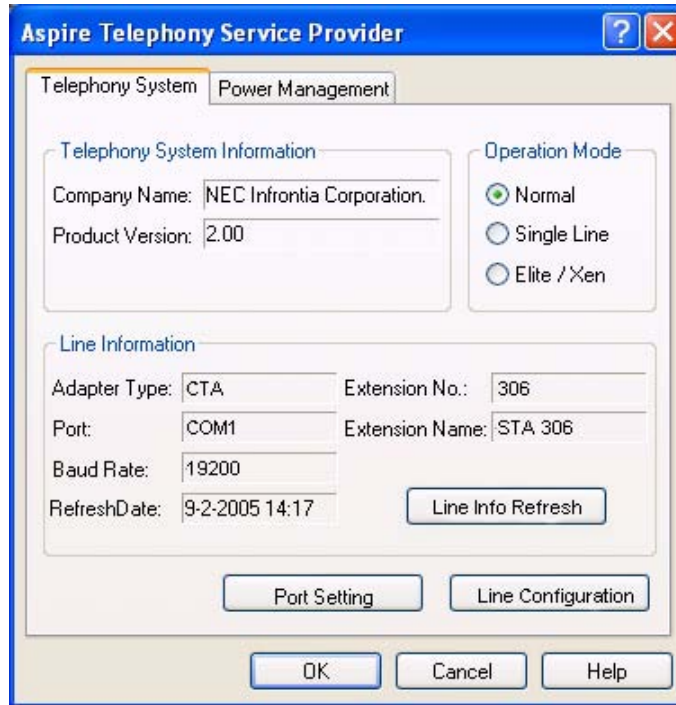 Aspire Telephony Service Provider
Telephony System
Power Management
Telephony System Information
Company Name: NEC Infrontia Corporation.
Product Version: 2.00
Operation Mode
Normal
Single Line
Elite / Xen
Line Information
Adapter Type: CTA
Extension No.: 306
Port: COM1
Extension Name: STA 306
Baud Rate: 19200
RefreshDate: 9-2-2005 14:17
Line Info Refresh
Port Setting
Line Configuration
OK
Cancel
Help